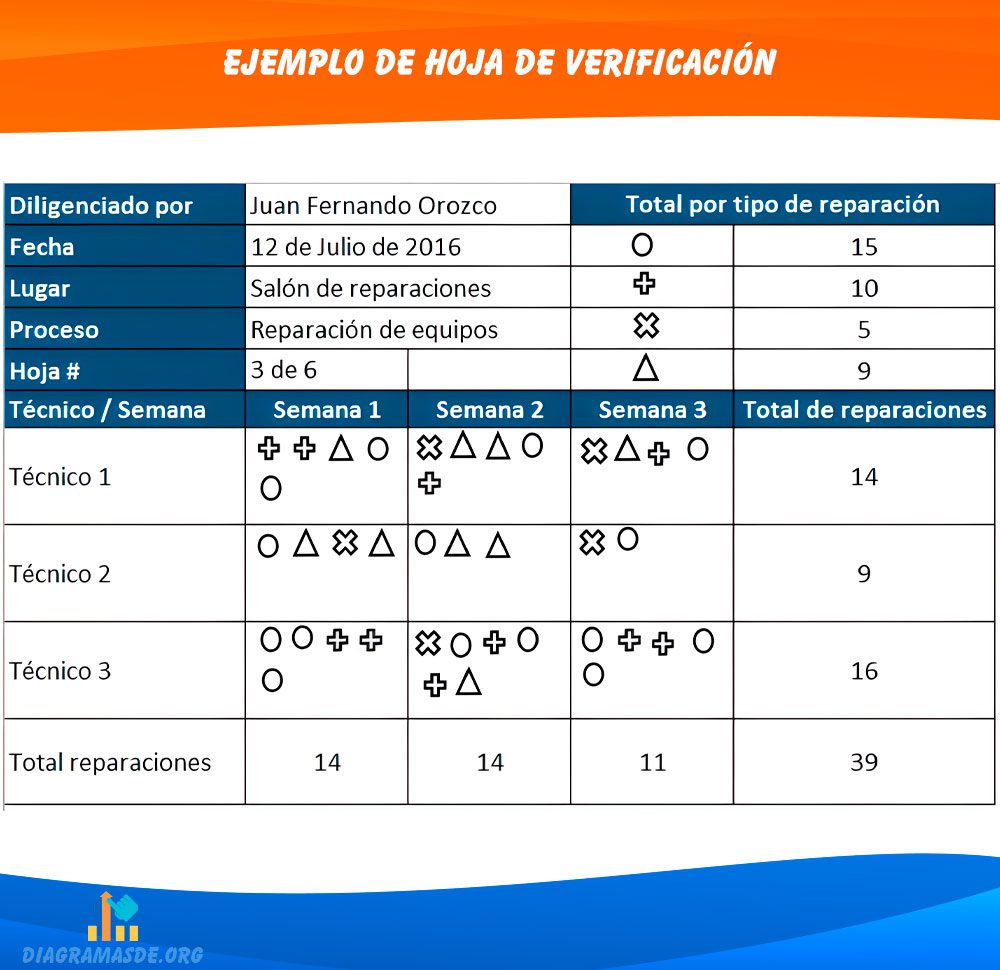 EJEMPLO DE HOJA DE VERIFICACIÓN
Diligenciado por Juan Fernando Orozco Total por tipo de reparación
Fecha 12 de Julio de 2016 15
Lugar Salón de reparaciones 10
Proceso Reparación de equipos 5
Hoja # 3 de 6 9
Técnico / Semana Semana 1 Semana 2 Semana 3 Total de reparaciones
Técnico 1 14
Técnico 2 9
Técnico 3 16
Total reparaciones 14 14 11 39
DIAGRAMASDE.ORG